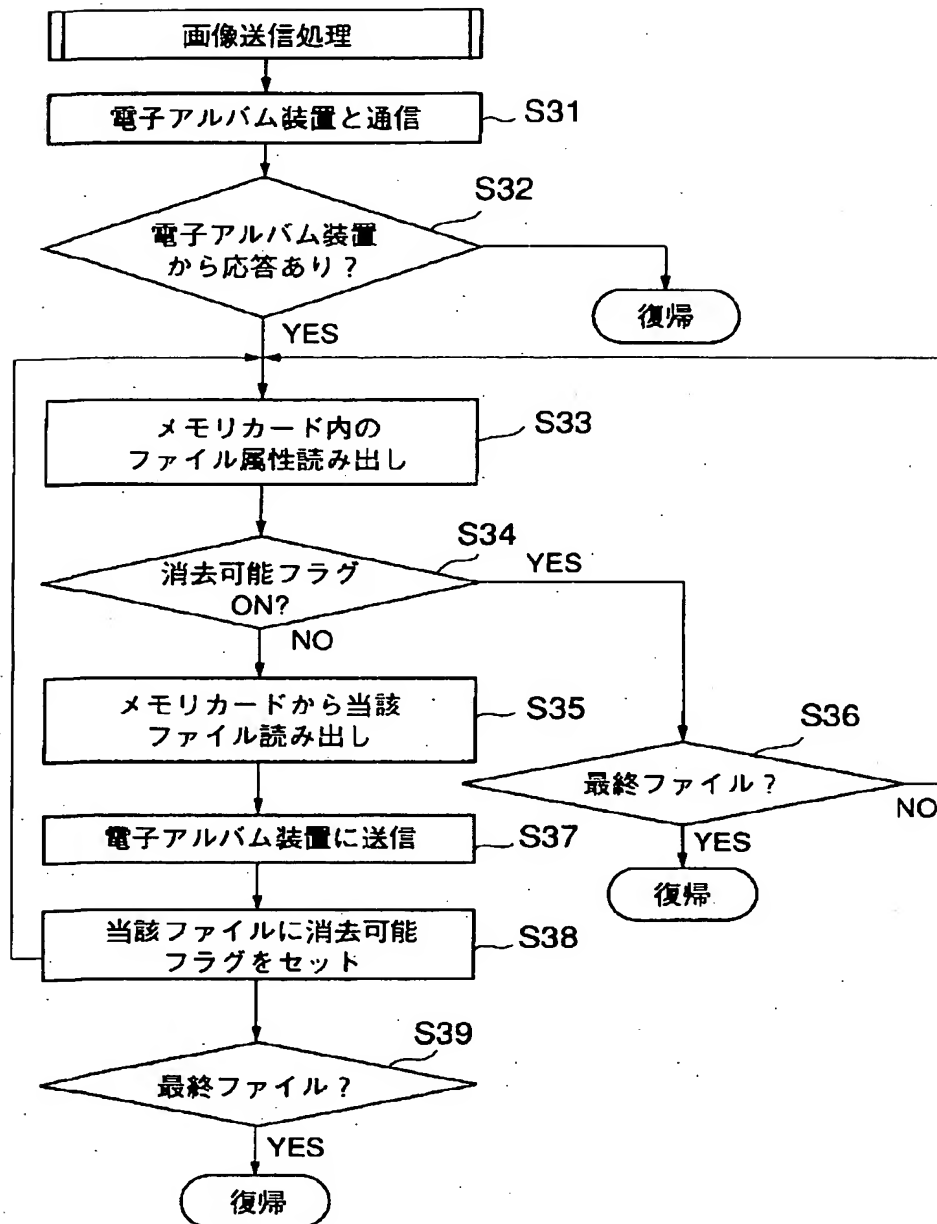 画像送信処理
電子アルバム装置と通信
S31
S32
電子アルバム装置
から応答あり?
YES
復帰
メモリカード内の
ファイル属性読み出し
S33
S34
消去可能フラグ
ON?
YES
NO
メモリカードから当該
ファイル読み出し
S35
S36
最終ファイル?
NO
YES
復帰
電子アルバム装置に送信
S37
当該ファイルに消去可能
フラグをセット
S38
S39
最終ファイル?
YES
復帰